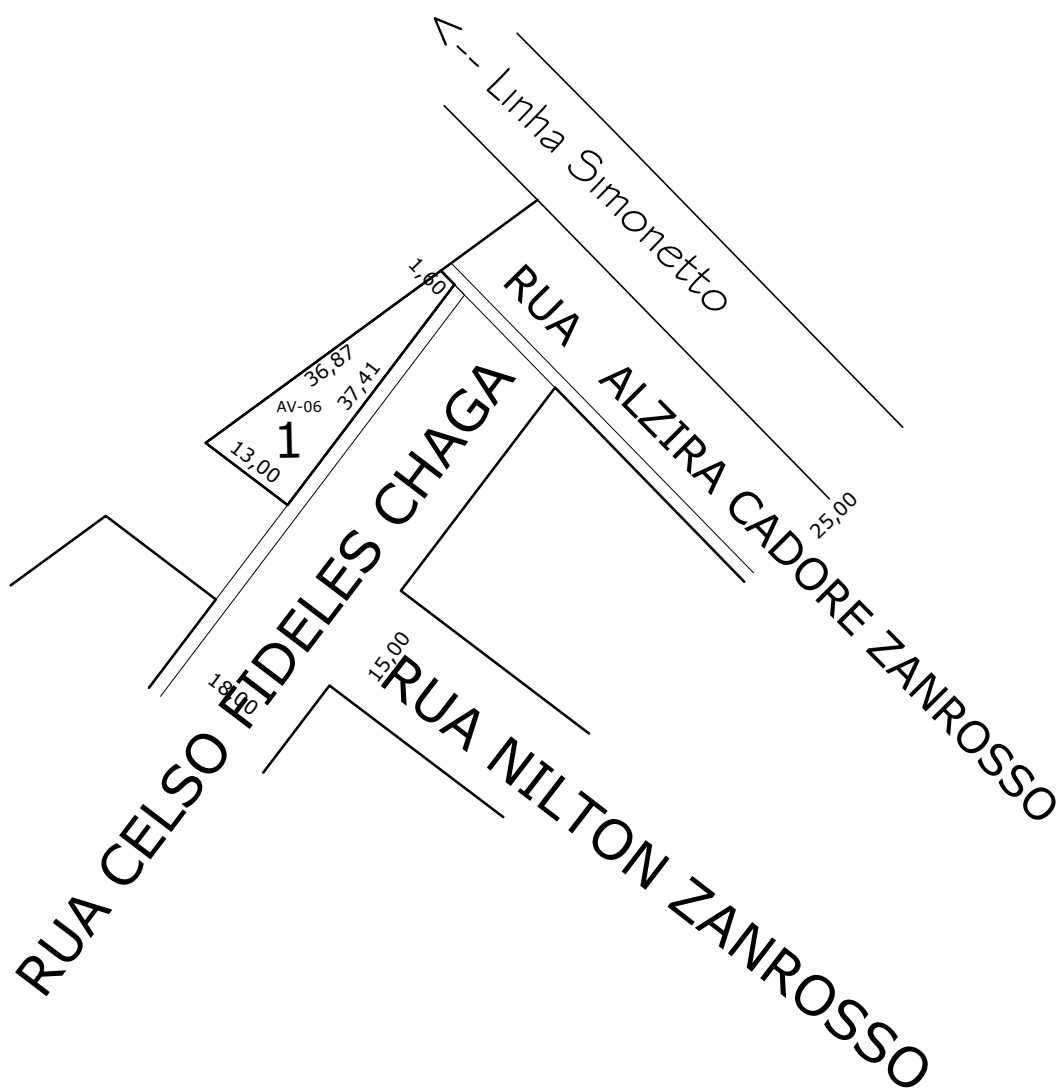 <-- Linha Simonetto
RUA ALZIRA CADORE ZANROSSO
1,60
36,87
37,41
AV-06
1
13,00
25,00
RUA CELSO FIDELES CHAGA
18,00
15,00
RUA NILTON ZANROSSO